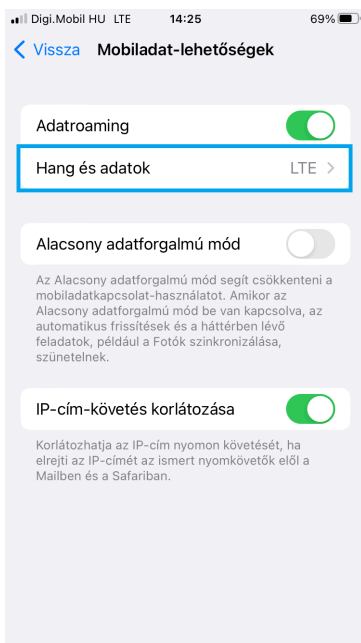 Digi.Mobil HU LTE 14:25 69%
Vissza Mobiladat-lehetőségek
Adatroaming
Hang és adatok LTE
Alacsony adatforgalmú mód
Az Alacsony adatforgalmú mód segít csökkenteni a
mobiladatkapcsolat-használatot. Amikor az
Alacsony adatforgalmú mód be van kapcsolva, az
automatikus frissítések és a háttérben lévő
feladatok, például a Fotók szinkronizálása,
szünetelnek.
IP-cím-követés korlátozása
Korlátozhatja az IP-cím nyomon követését, ha
elrejti az IP-címét az ismert nyomkövetők elől a
Mailben és a Safariban.